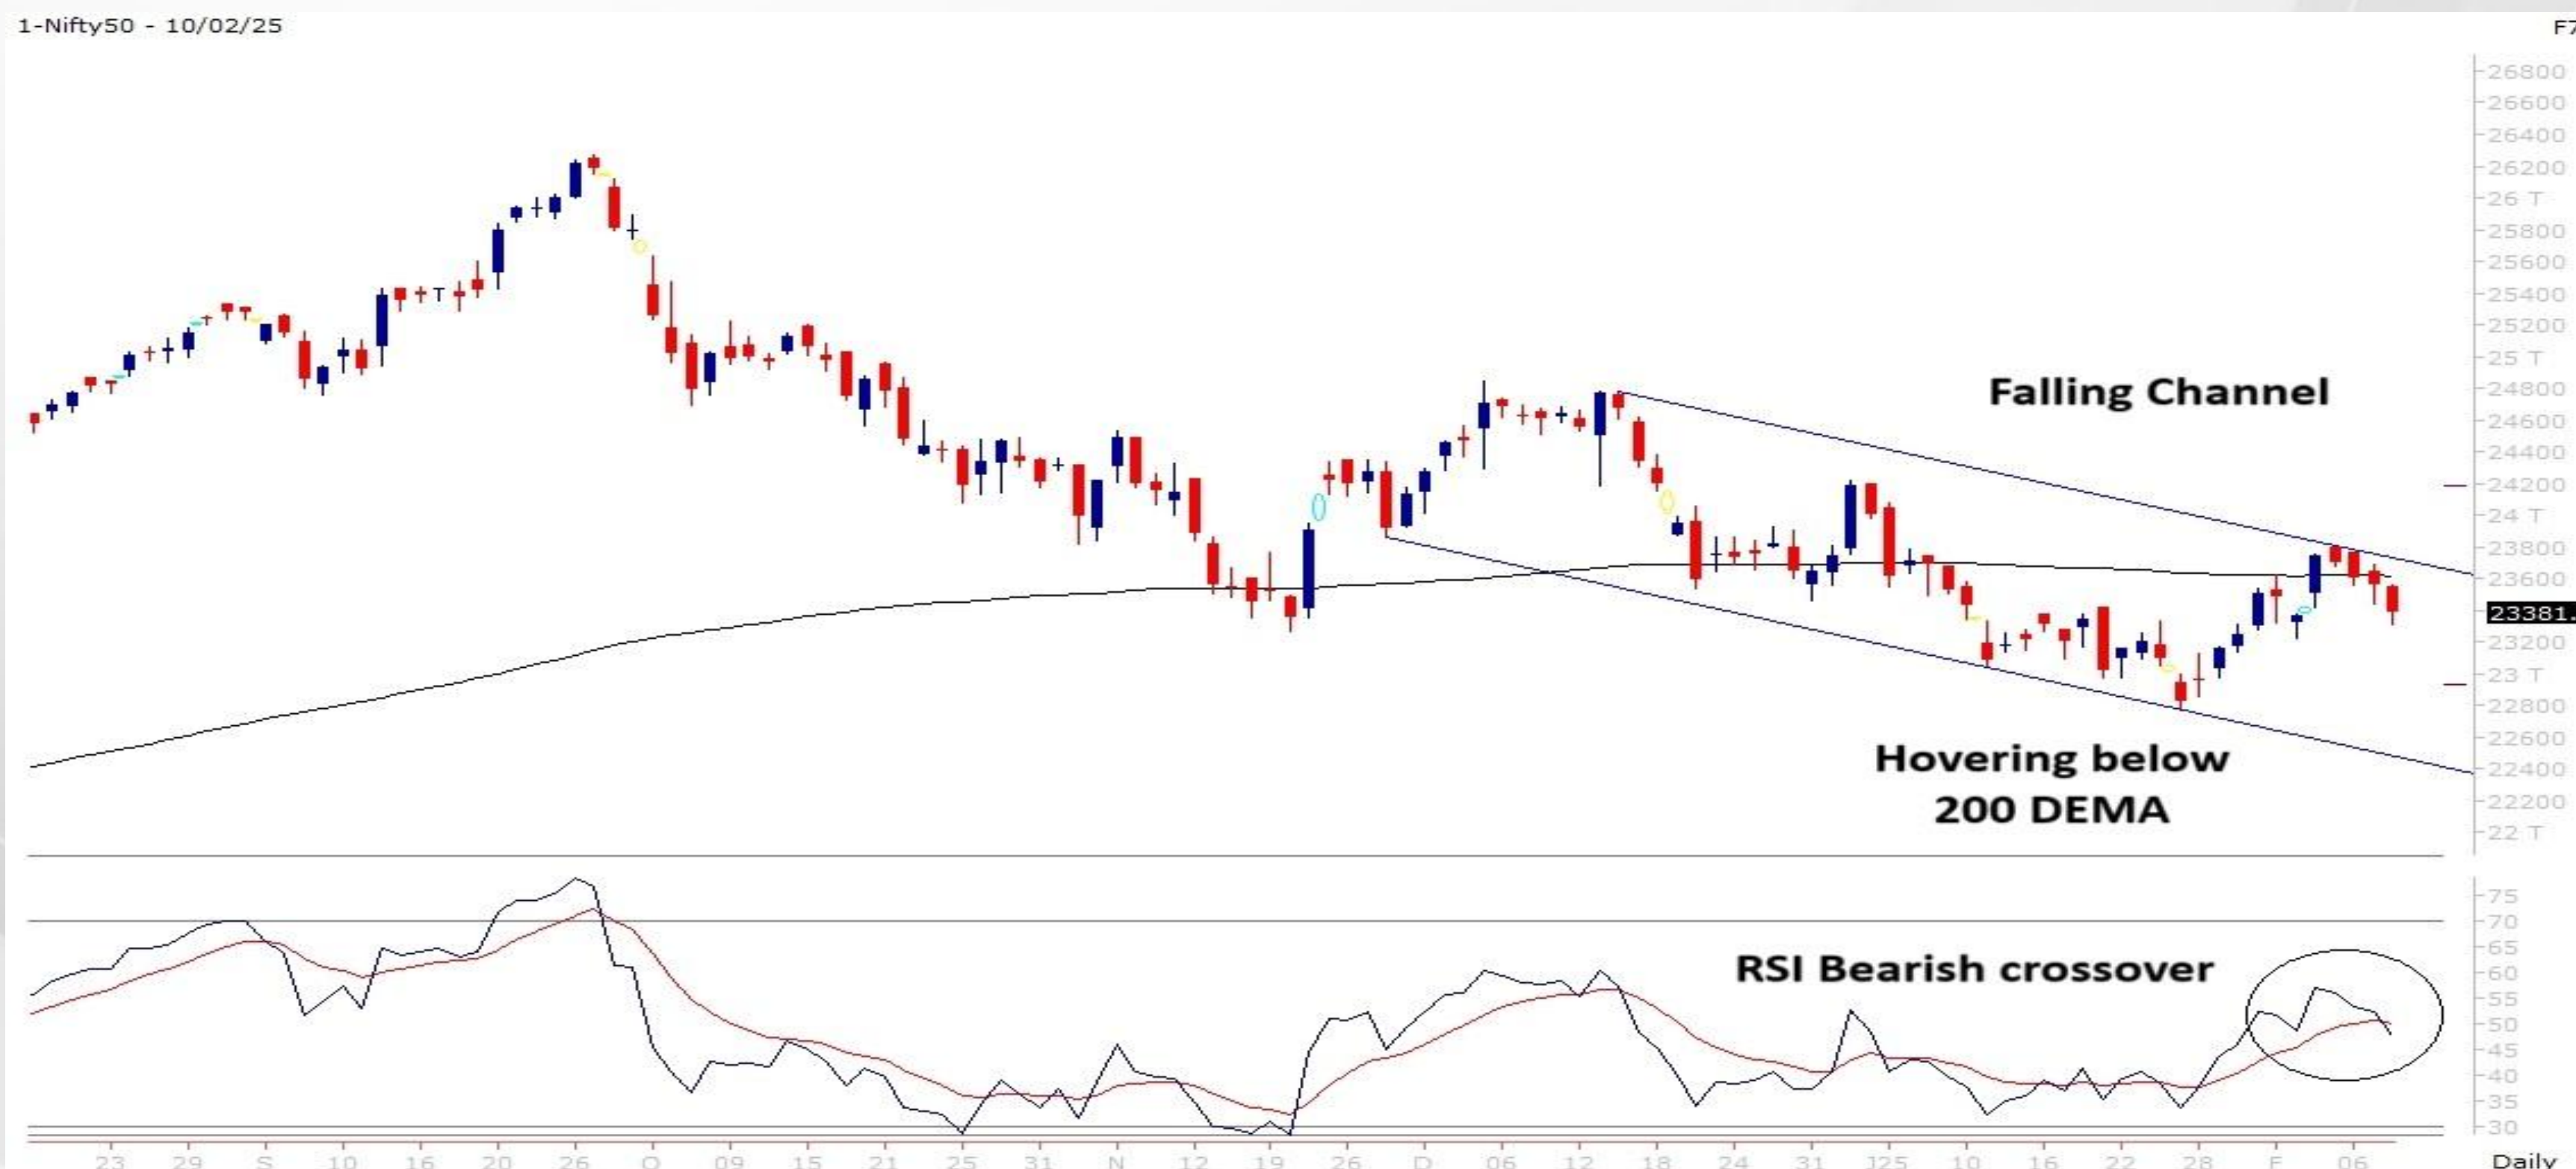 1-Nifty50 - 10/02/25
F7
26800
26600
26400
26200
26 T
25800
25600
25400
25200
25 T
24800
24600
24400
24200
24 T
23800
23600
23381.
23200
23 T
22800
22600
22400
22200
22 T
Falling Channel
Hovering below
200 DEMA
75
70
65
60
55
50
45
40
35
30
RSI Bearish crossover
23 29 S 10 16 20 26 O 09 15 21 25 31 N 12 19 26 D 06 12 18 24 31 J25 10 16 22 28 F 06 Daily